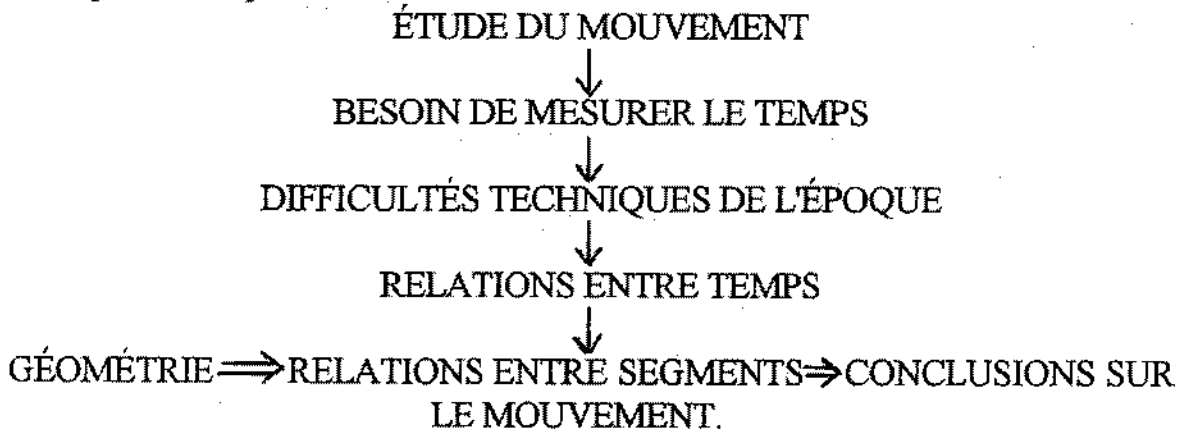 ÉTUDE DU MOUVEMENT
BESOIN DE MESURER LE TEMPS
DIFFICULTÉS TECHNIQUES DE L'ÉPOQUE
RELATIONS ENTRE TEMPS
GÉOMÉTRIE ⇒ RELATIONS ENTRE SEGMENTS ⇒ CONCLUSIONS SUR
LE MOUVEMENT.